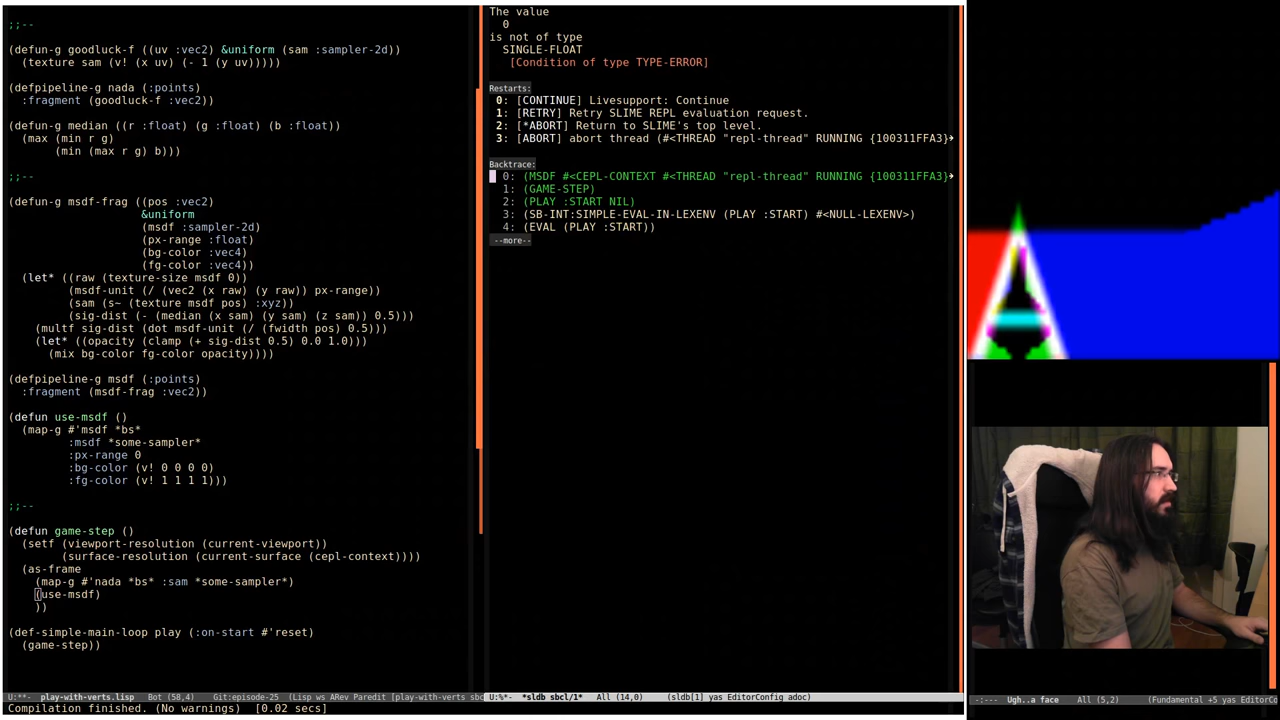 ;;--
(defun-g goodluck-f ((uv :vec2) &uniform (sam :sampler-2d))
  (texture sam (v! (x uv) (- 1 (y uv)))))
(defpipeline-g nada (:points)
  :fragment (goodluck-f :vec2))
(defun-g median ((r :float) (g :float) (b :float))
  (max (min r g)
       (min (max r g) b)))
;;--
(defun-g msdf-frag ((pos :vec2)
                    &uniform
                    (msdf :sampler-2d)
                    (px-range :float)
                    (bg-color :vec4)
                    (fg-color :vec4))
  (let* ((raw (texture-size msdf 0))
         (msdf-unit (/ (vec2 (x raw) (y raw)) px-range))
         (sam (s~ (texture msdf pos) :xyz))
         (sig-dist (- (median (x sam) (y sam) (z sam)) 0.5)))
    (multf sig-dist (dot msdf-unit (/ (fwidth pos) 0.5)))
    (let* ((opacity (clamp (+ sig-dist 0.5) 0.0 1.0)))
      (mix bg-color fg-color opacity))))
(defpipeline-g msdf (:points)
  :fragment (msdf-frag :vec2))
(defun use-msdf ()
  (map-g #'msdf *bs*
         :msdf *some-sampler*
         :px-range 0
         :bg-color (v! 0 0 0 0)
         :fg-color (v! 1 1 1 1)))
;;--
(defun game-step ()
  (setf (viewport-resolution (current-viewport))
        (surface-resolution (current-surface (cepl-context))))
  (as-frame
    (map-g #'nada *bs* :sam *some-sampler*)
    (use-msdf)
    ))
(def-simple-main-loop play (:on-start #'reset)
  (game-step))
U:**-  play-with-verts.lisp   Bot (58,4)    Git:episode-25  (Lisp ws ARev Paredit [play-with-verts sbc
Compilation finished. (No warnings)  [0.02 secs]
The value
  0
is not of type
  SINGLE-FLOAT
   [Condition of type TYPE-ERROR]
Restarts:
 0: [CONTINUE] Livesupport: Continue
 1: [RETRY] Retry SLIME REPL evaluation request.
 2: [*ABORT] Return to SLIME's top level.
 3: [ABORT] abort thread (#<THREAD "repl-thread" RUNNING {100311FFA3}
Backtrace:
  0: (MSDF #<CEPL-CONTEXT #<THREAD "repl-thread" RUNNING {100311FFA3}
  1: (GAME-STEP)
  2: (PLAY :START NIL)
  3: (SB-INT:SIMPLE-EVAL-IN-LEXENV (PLAY :START) #<NULL-LEXENV>)
  4: (EVAL (PLAY :START))
 --more--
U:%*-  *sldb sbcl/1*   All (14,0)     (sldb[1] yas EditorConfig adoc)
-:---  Ugh..a face    All (5,2)     (Fundamental +5 yas EditorCo